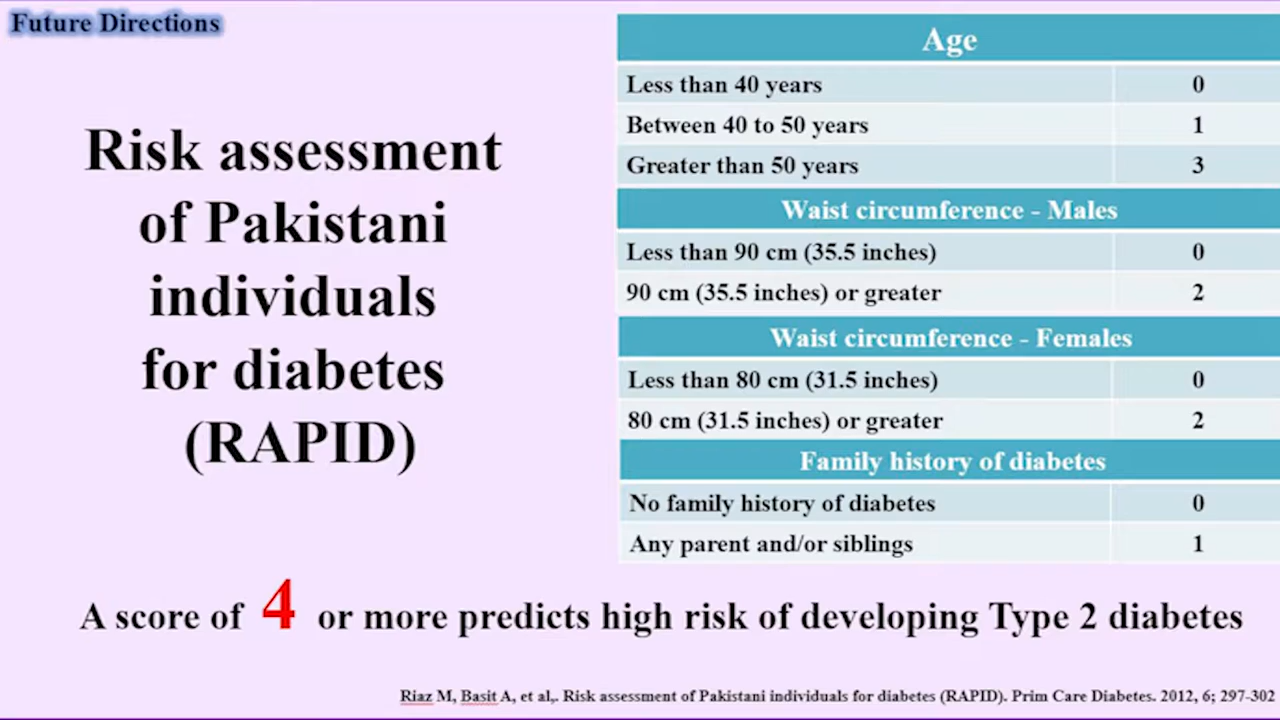 Future Directions
Risk assessment
of Pakistani
individuals
for diabetes
(RAPID)
Age
Less than 40 years 0
Between 40 to 50 years 1
Greater than 50 years 3
Waist circumference - Males
Less than 90 cm (35.5 inches) 0
90 cm (35.5 inches) or greater 2
Waist circumference - Females
Less than 80 cm (31.5 inches) 0
80 cm (31.5 inches) or greater 2
Family history of diabetes
No family history of diabetes 0
Any parent and/or siblings 1
A score of 4 or more predicts high risk of developing Type 2 diabetes
Riaz M, Basit A, et al,. Risk assessment of Pakistani individuals for diabetes (RAPID). Prim Care Diabetes. 2012, 6; 297-302